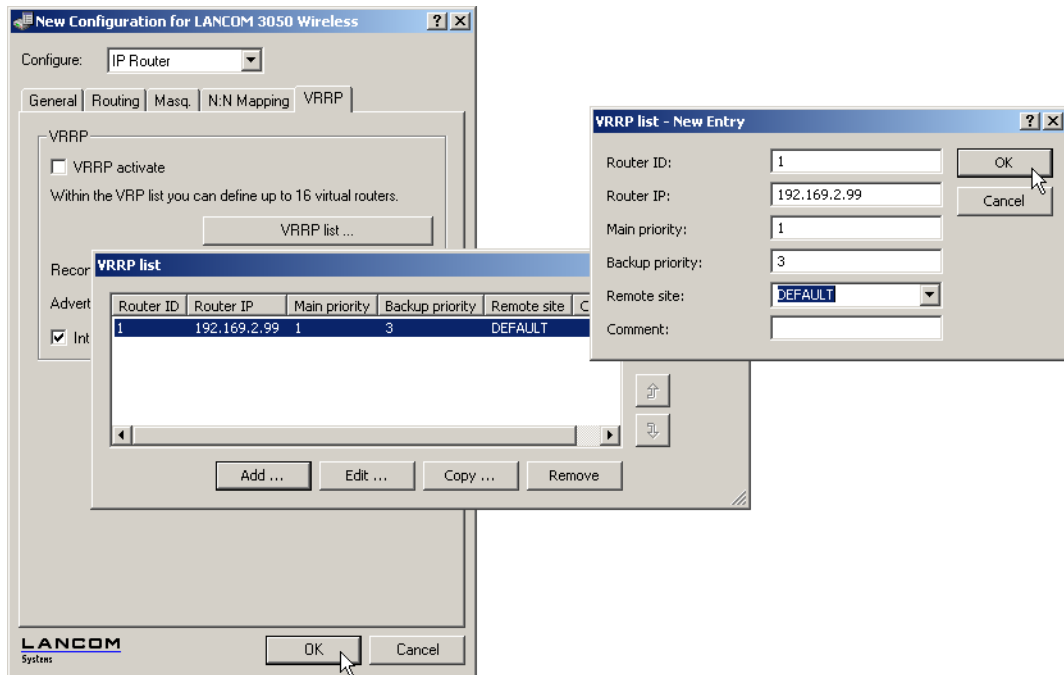 New Configuration for LANCOM 3050 Wireless
Configure: IP Router
General Routing Masq. N:N Mapping VRRP
VRRP
VRRP activate
Within the VRP list you can define up to 16 virtual routers.
VRRP list ...
Recor
Advert
Int
VRRP list
Router ID Router IP Main priority Backup priority Remote site C
1 192.169.2.99 1 3 DEFAULT
Add ... Edit ... Copy ... Remove
LANCOM
Systems
OK Cancel
VRRP list - New Entry
Router ID: 1
OK
Router IP: 192.169.2.99
Cancel
Main priority: 1
Backup priority: 3
Remote site: DEFAULT
Comment: